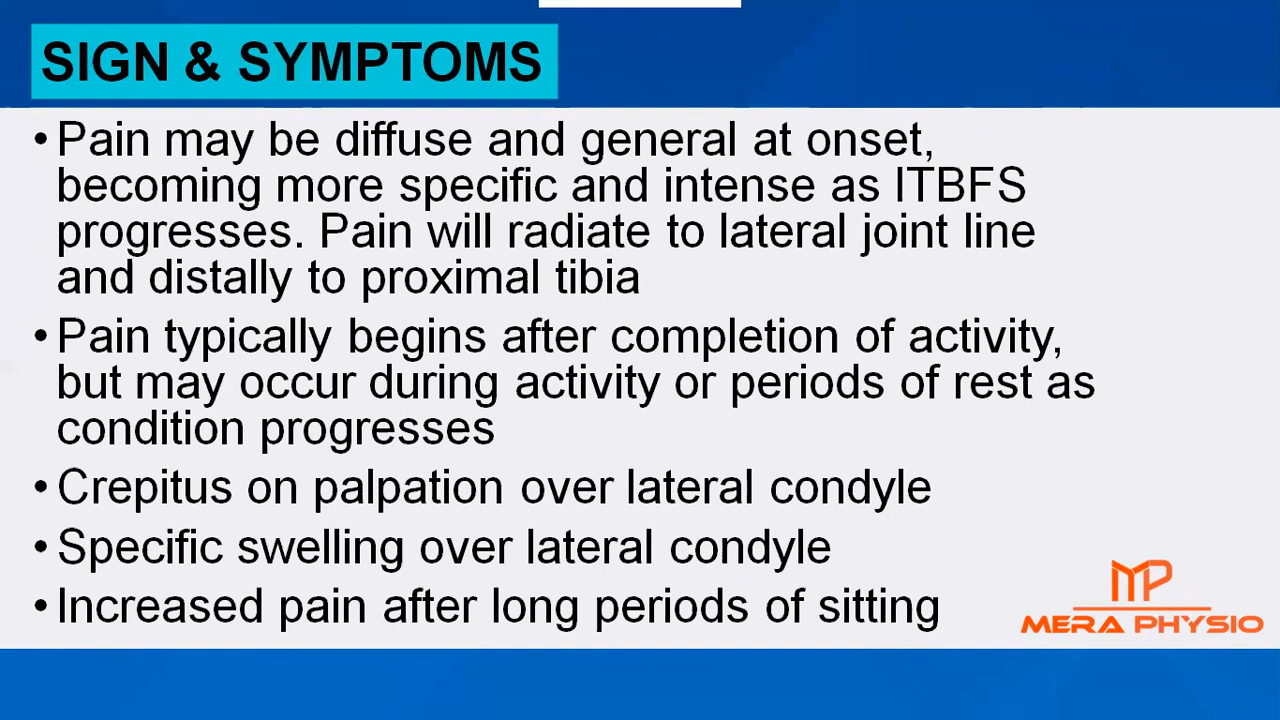 SIGN & SYMPTOMS
•Pain may be diffuse and general at onset,
becoming more specific and intense as ITBFS
progresses. Pain will radiate to lateral joint line
and distally to proximal tibia
•Pain typically begins after completion of activity,
but may occur during activity or periods of rest as
condition progresses
•Crepitus on palpation over lateral condyle
•Specific swelling over lateral condyle
•Increased pain after long periods of sitting
MP
MERA PHYSIO